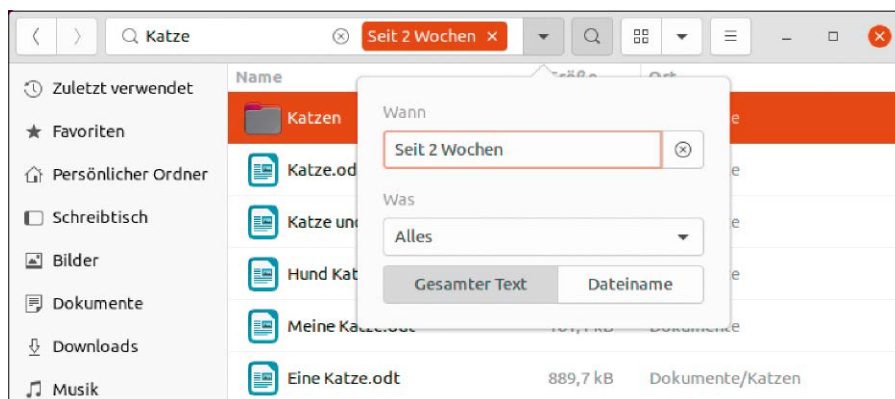 Katze
Seit 2 Wochen
Zuletzt verwendet
Favoriten
Persönlicher Ordner
Schreibtisch
Bilder
Dokumente
Downloads
Musik
Name
Katzen
Katze.od
Katze un
Hund Kat
Meine Katze.odt
Eine Katze.odt
889,7 kB
Dokumente/Katzen
Wann
Seit 2 Wochen
Was
Alles
Gesamter Text
Dateiname